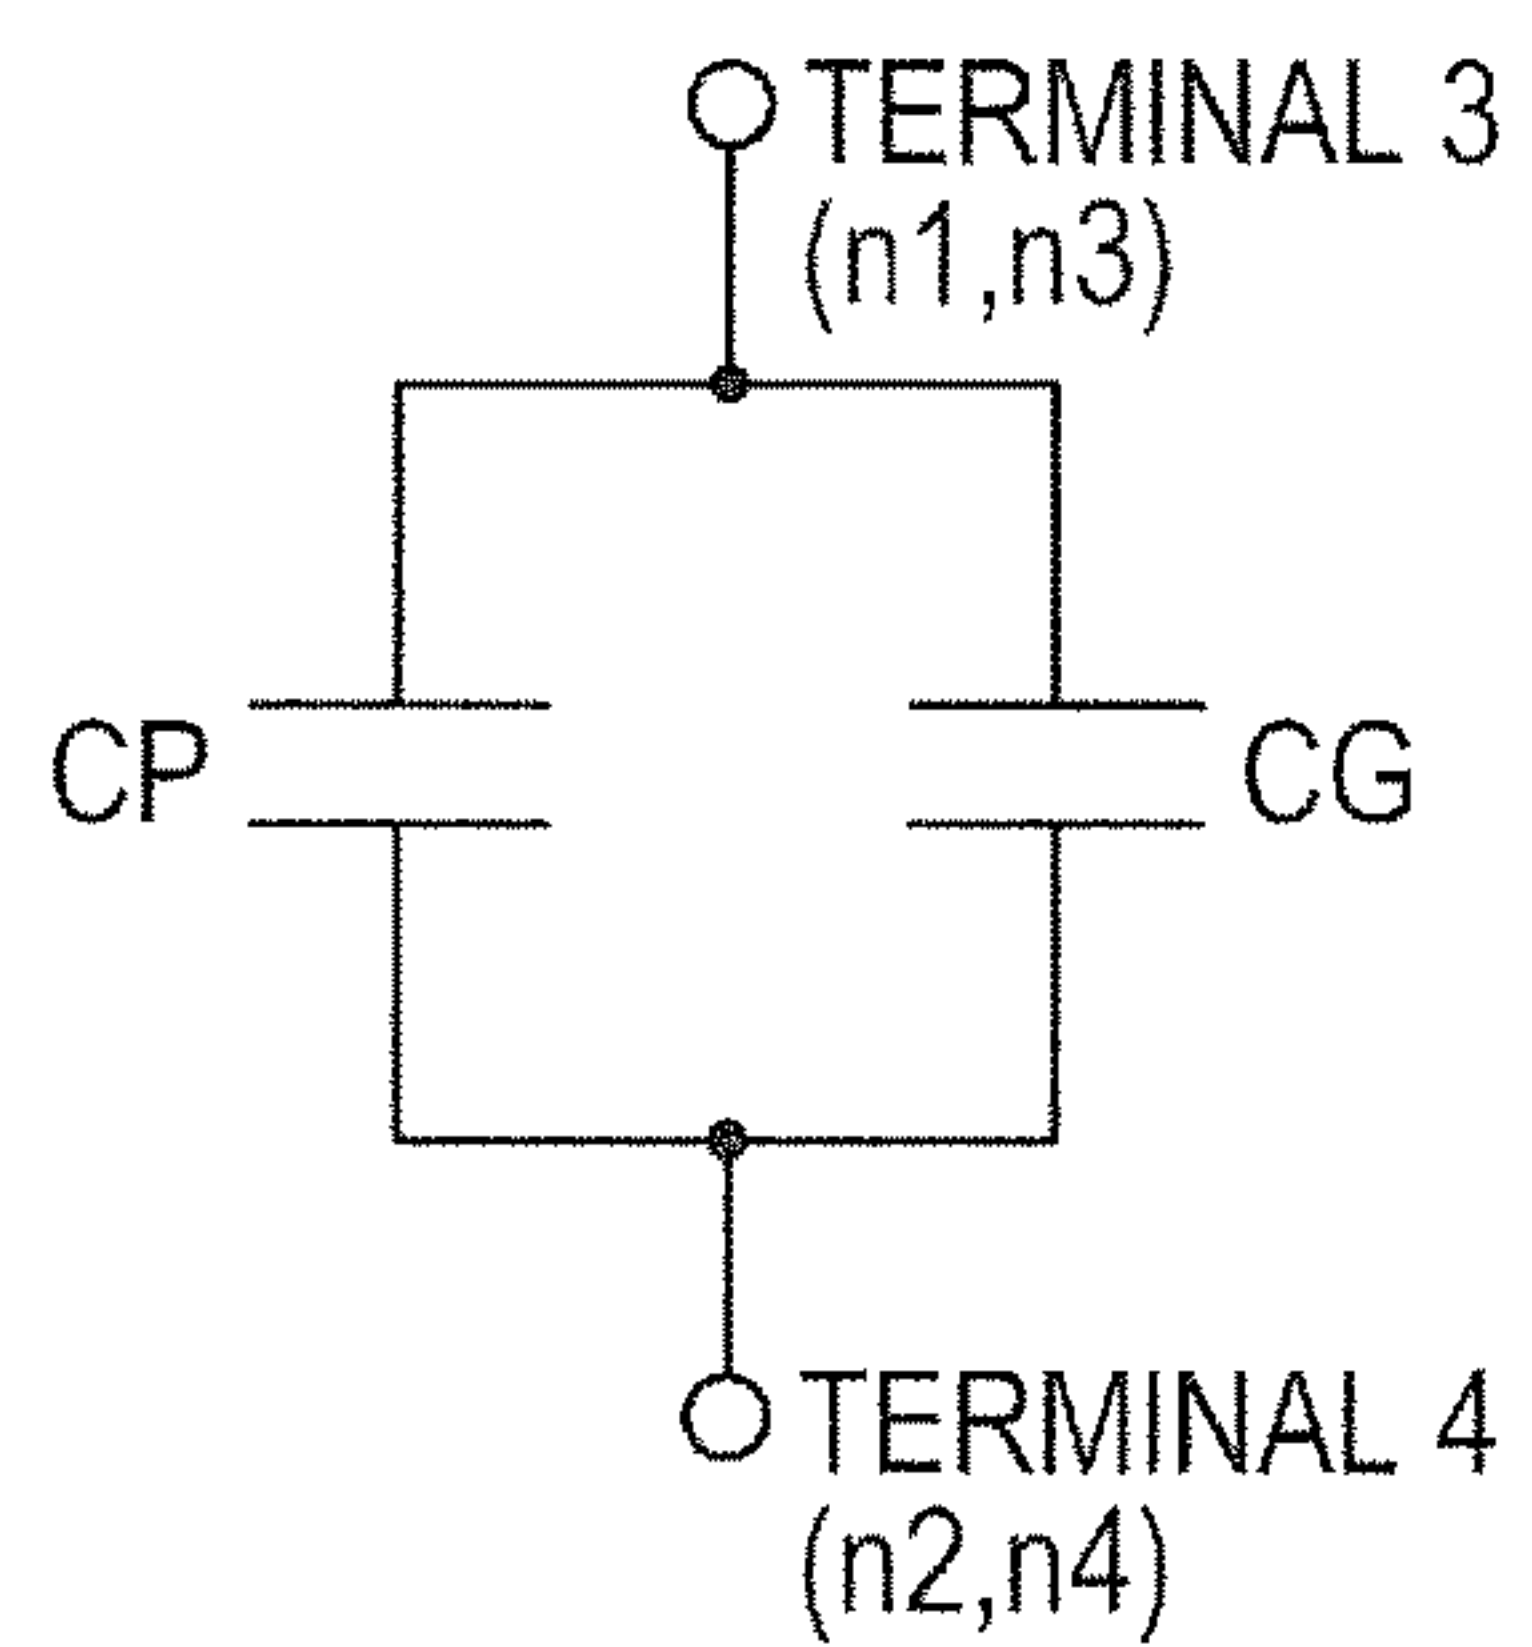 TERMINAL 3
(n1,n3)
CP
CG
TERMINAL 4
(n2,n4)